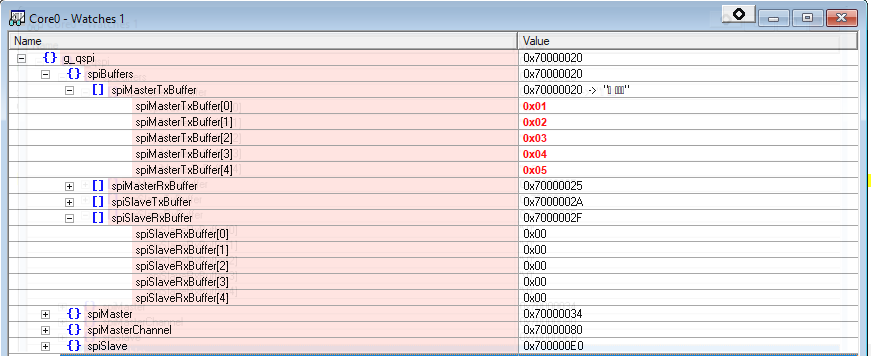 Core0 - Watches 1
Name Value
g_qspi 0x70000020
spiBuffers 0x70000020
spiMasterTxBuffer 0x70000020 -> "
spiMasterTxBuffer[0] 0x01
spiMasterTxBuffer[1] 0x02
spiMasterTxBuffer[2] 0x03
spiMasterTxBuffer[3] 0x04
spiMasterTxBuffer[4] 0x05
spiMasterRxBuffer 0x70000025
spiSlaveTxBuffer 0x7000002A
spiSlaveRxBuffer 0x7000002F
spiSlaveRxBuffer[0] 0x00
spiSlaveRxBuffer[1] 0x00
spiSlaveRxBuffer[2] 0x00
spiSlaveRxBuffer[3] 0x00
spiSlaveRxBuffer[4] 0x00
spiMaster 0x70000034
spiMasterChannel 0x70000080
spiSlave 0x700000E0